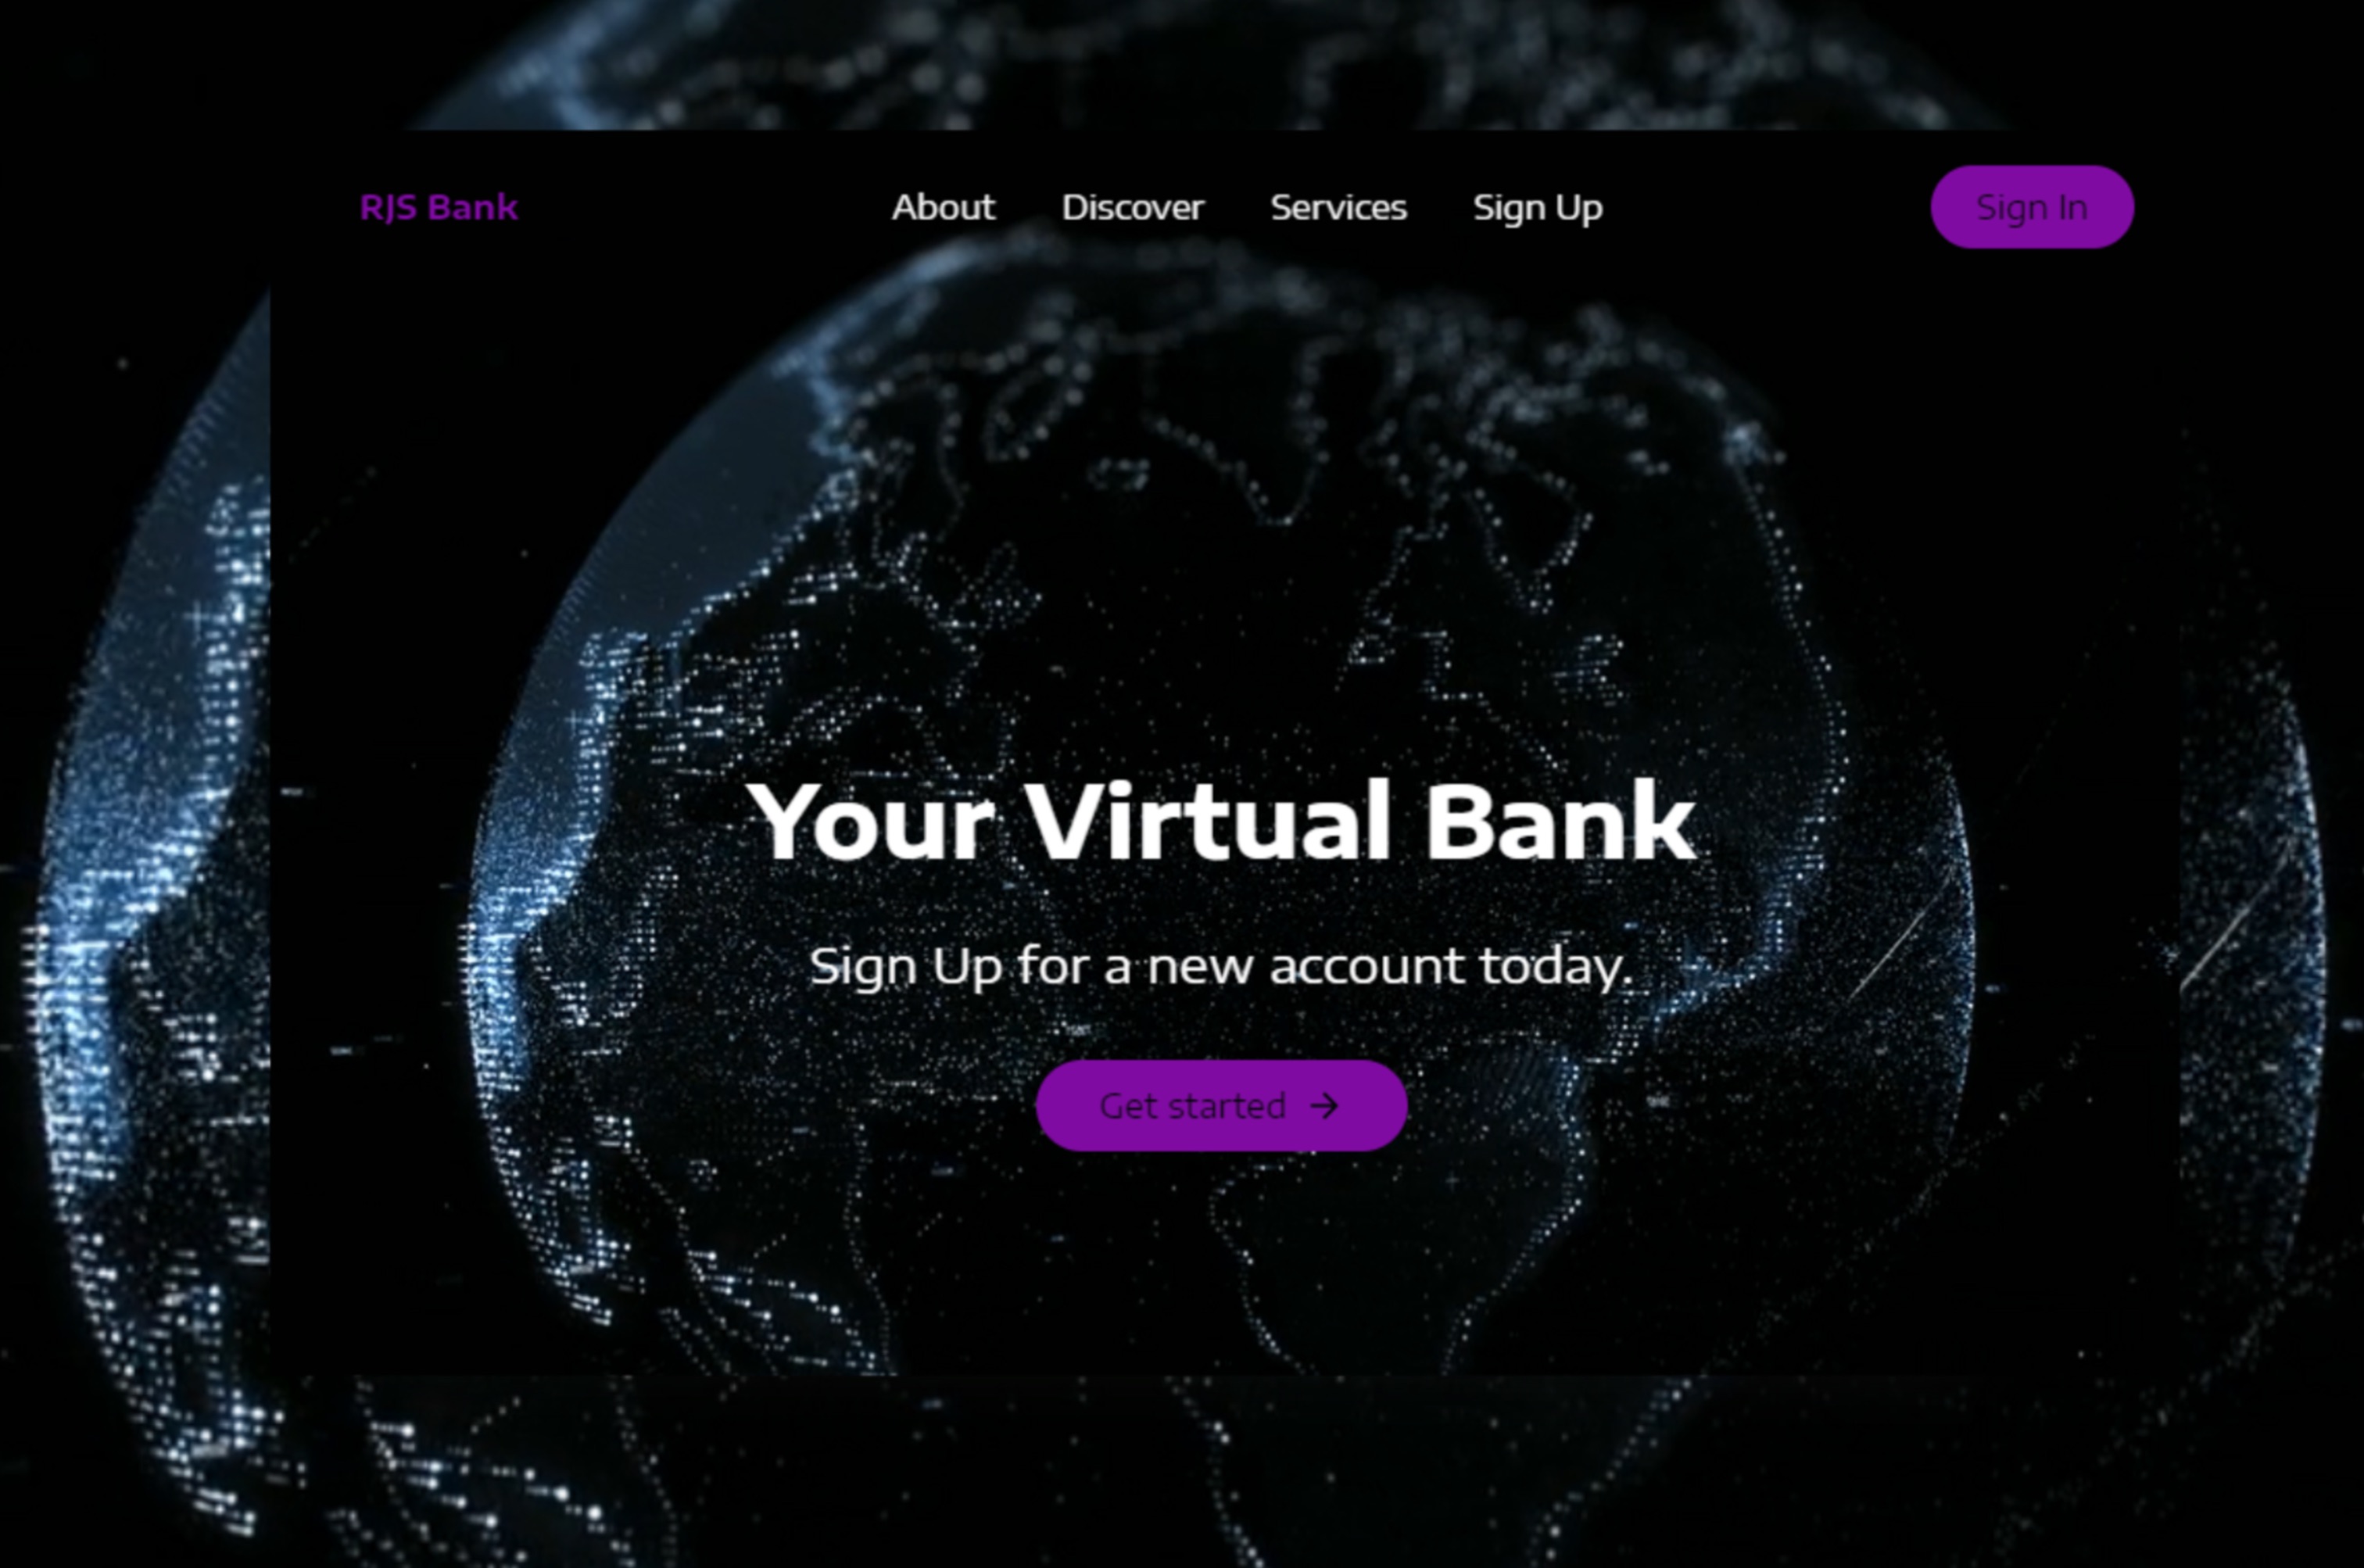 RJS Bank
About Discover Services Sign Up
Sign In
Your Virtual Bank
Sign Up for a new account today.
Get started →